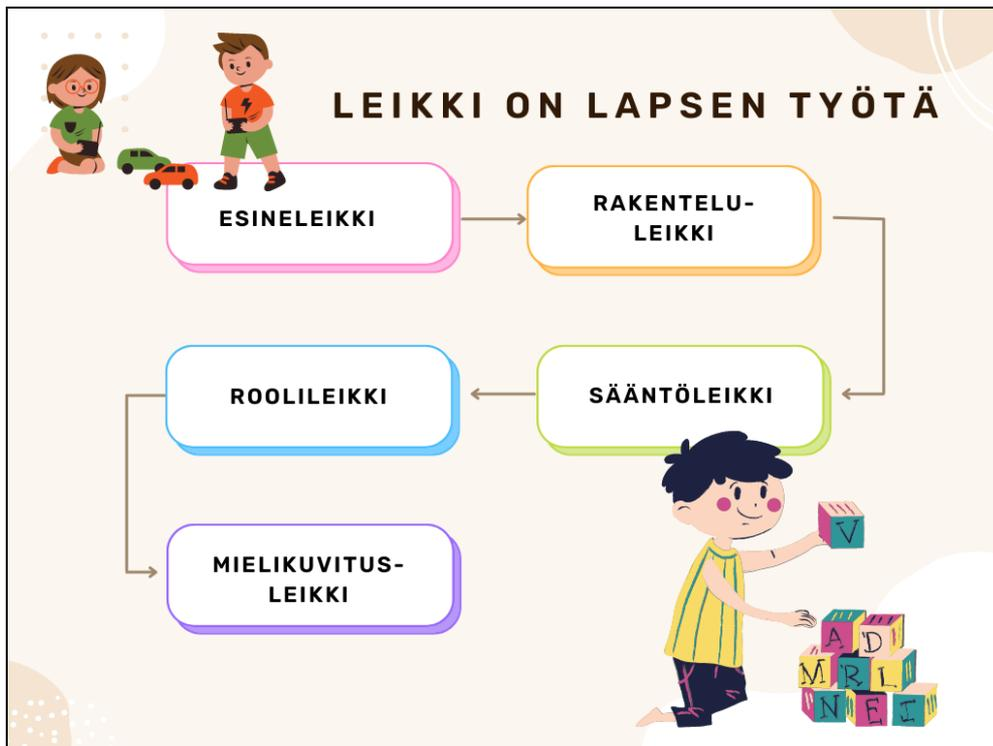 LEIKKI ON LAPSEN TYÖTÄ
ESINELEIKKI
RAKENTELU-
LEIKKI
SÄÄNTÖLEIKKI
ROOLILEIKKI
MIELIKUVITUS-
LEIKKI
V
A D
M R L
N E I